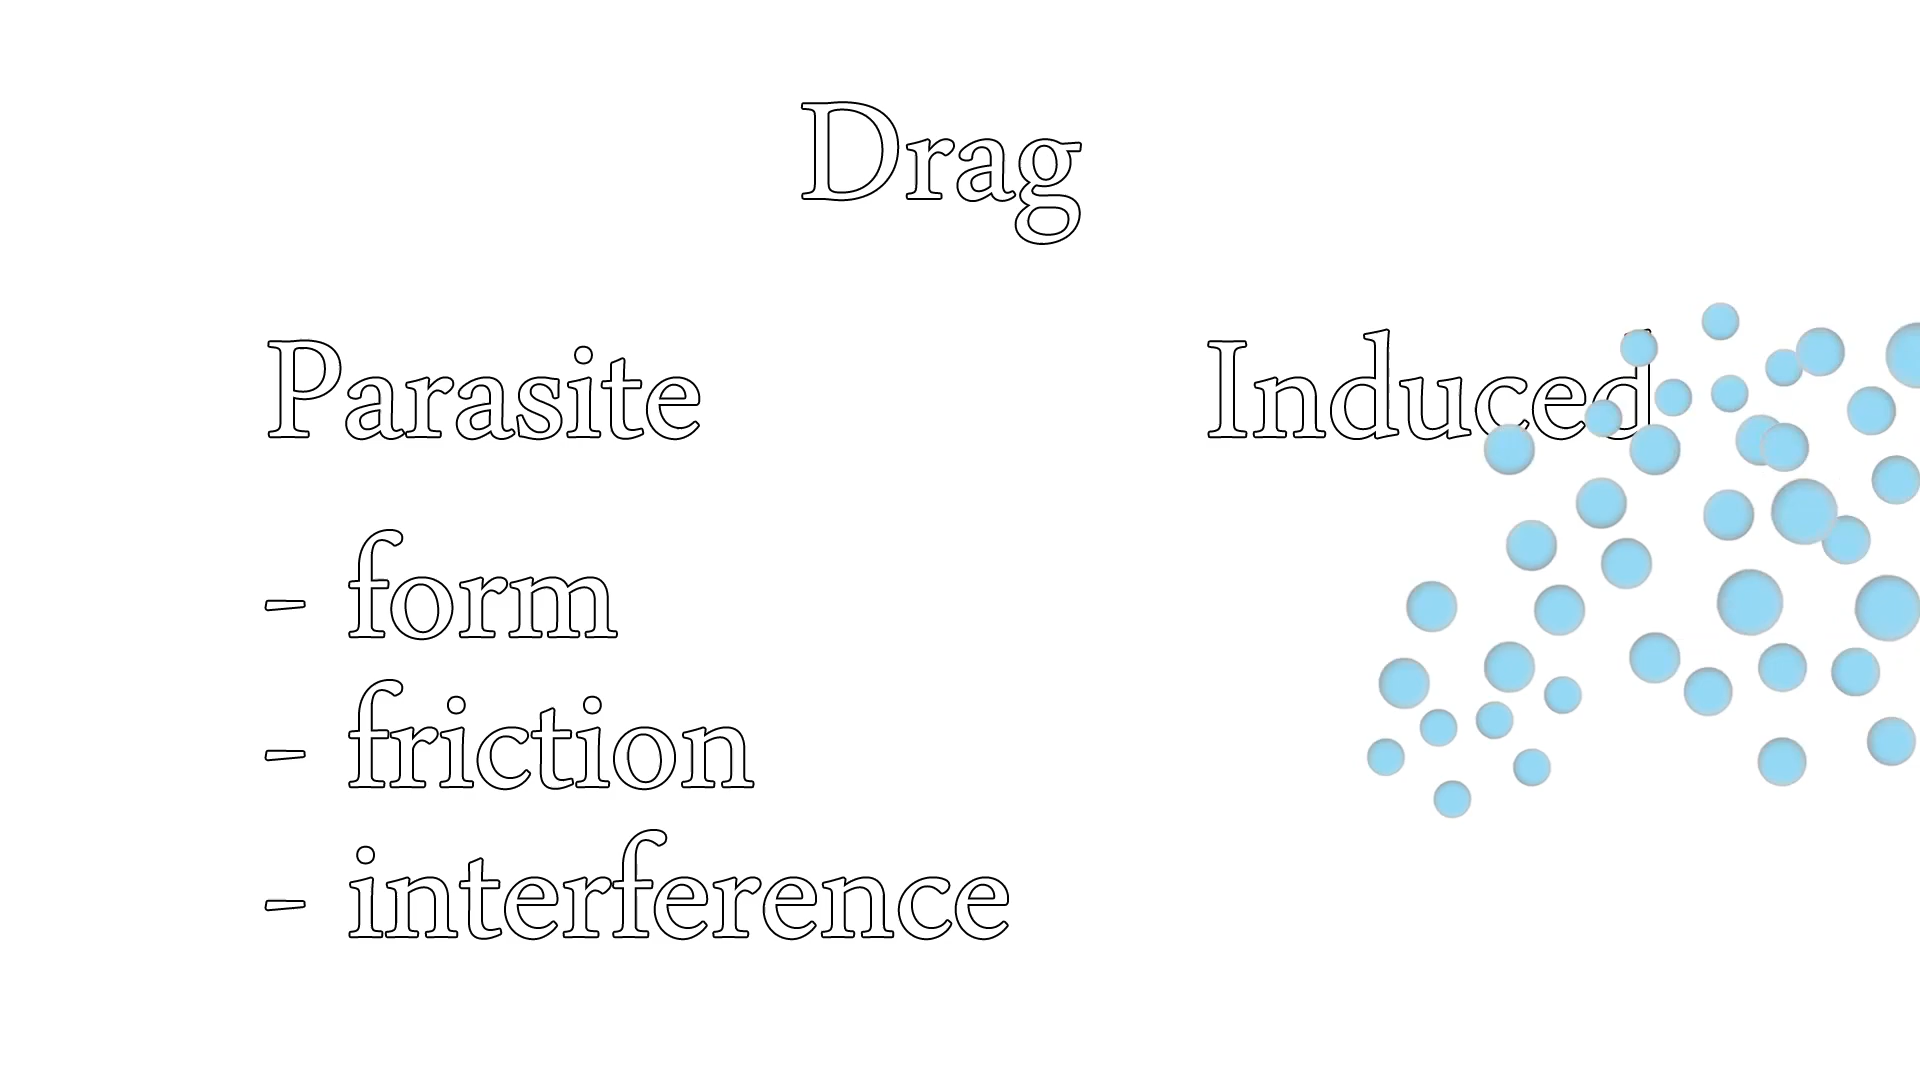 Drag
Parasite
Induced
- form
- friction
- interference